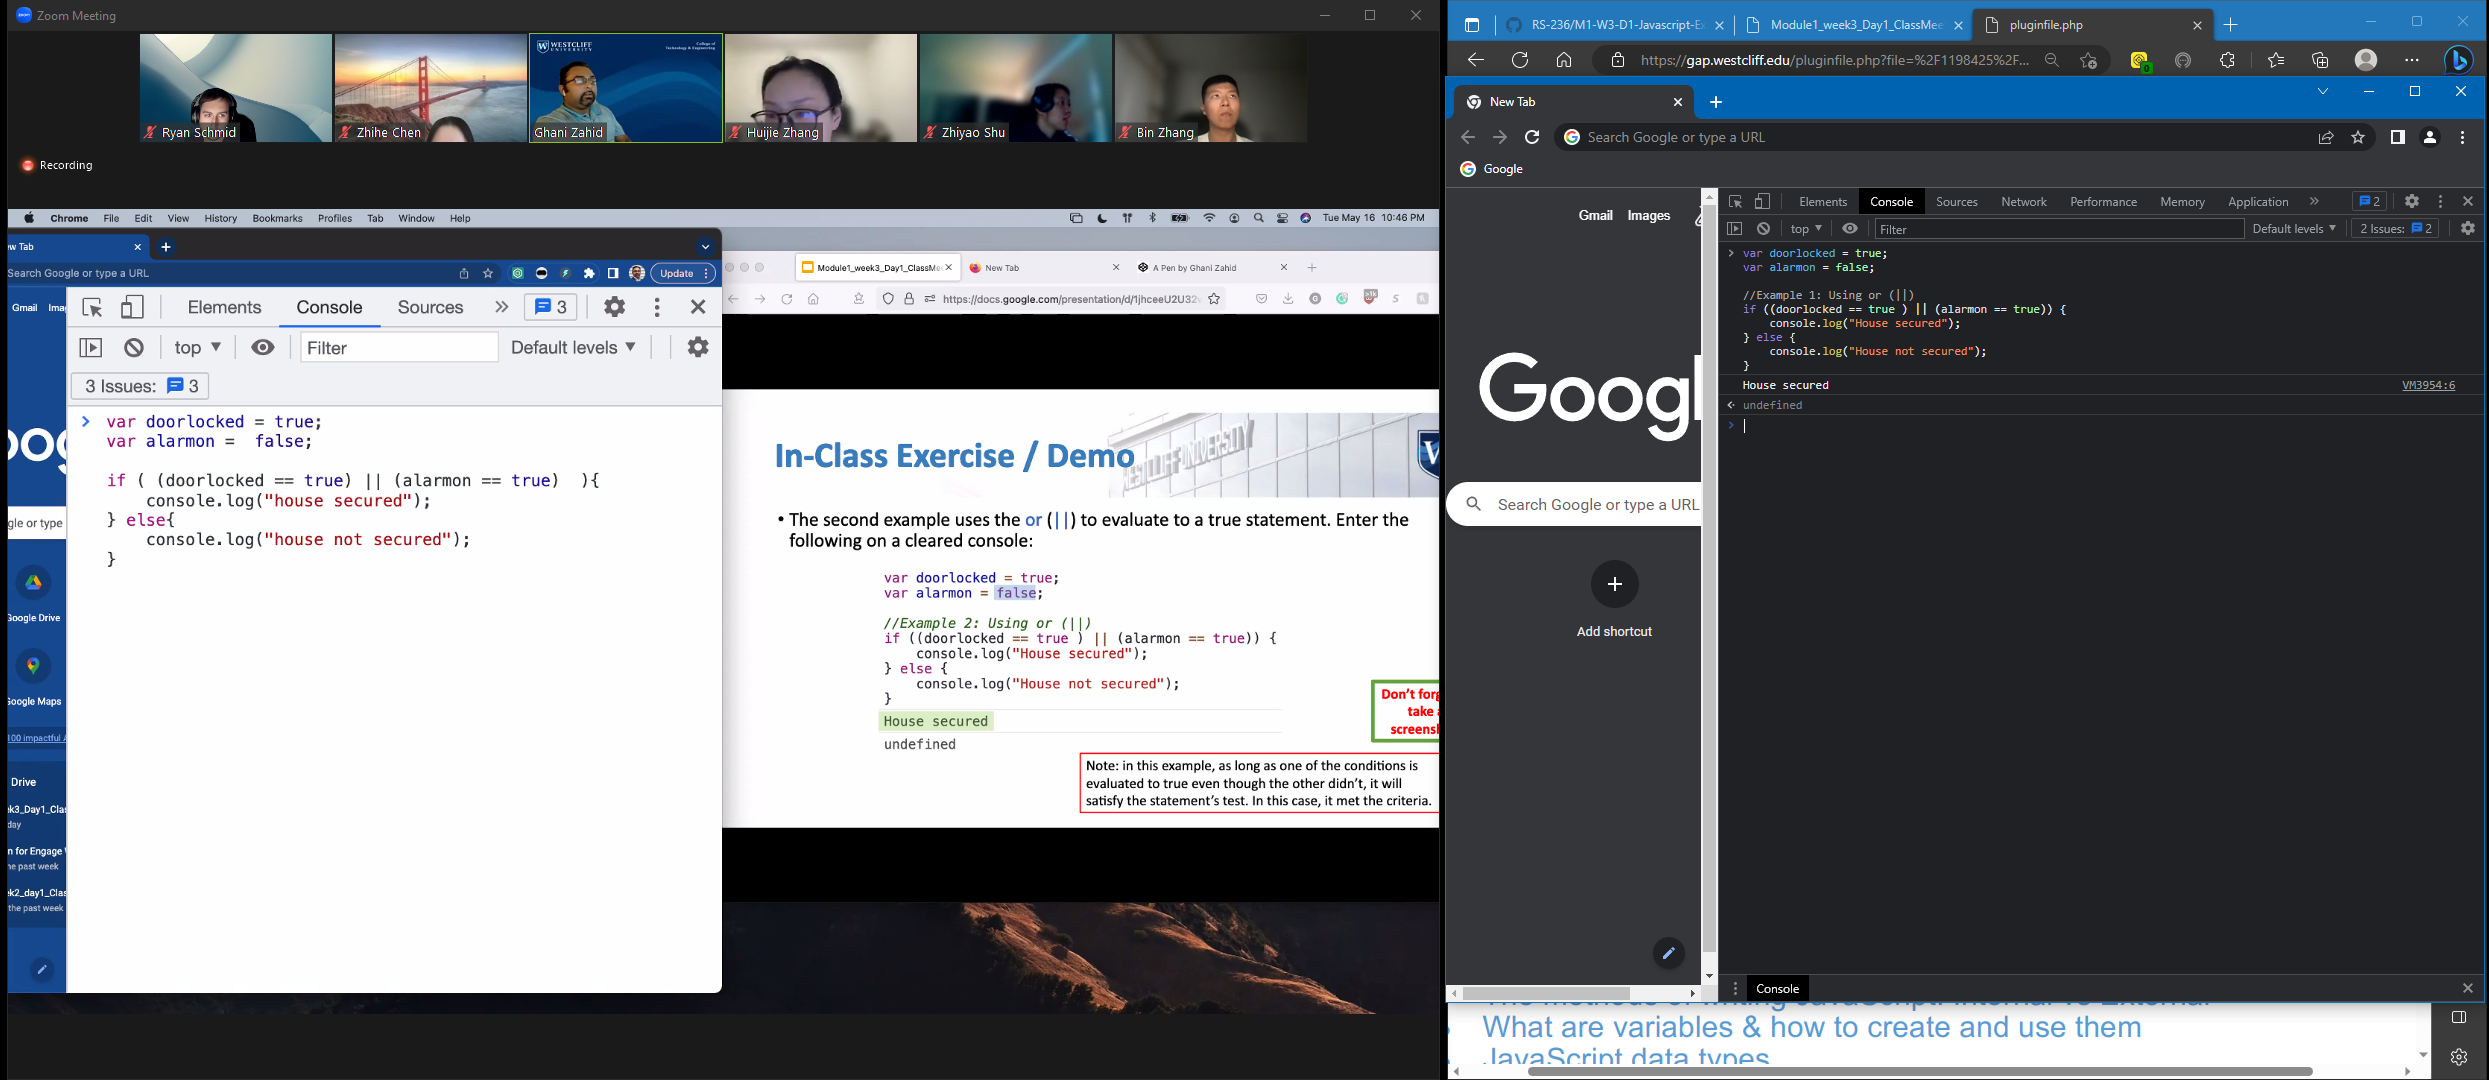 Zoom Meeting
WESTCLIFF UNIVERSITY
College of Technology & Engineering
Ryan Schmid
Zhihe Chen
Ghani Zahid
Huijie Zhang
Zhiyao Shu
Bin Zhang
Recording
Chrome File Edit View History Bookmarks Profiles Tab Window Help
Tue May 16 10:46 PM
ew Tab
Search Google or type a URL
Update
Gmail
Elements Console Sources 3
top Filter Default levels
3 Issues: 3
var doorlocked = true;
var alarmon =  false;
if ( (doorlocked == true) || (alarmon == true)  ){
console.log("house secured");
} else{
console.log("house not secured");
}
gle or type
Google Drive
Google Maps
100 impactful
Drive
ek3_Day1_Clas
day
n for Engage
he past week
ek2_day1_Clas
the past week
Module1_week3_Day1_ClassMe
New Tab
A Pen by Ghani Zahid
https://docs.google.com/presentation/d/1jhceeU2U32
In-Class Exercise / Demo
WESTCLIFF UNIVERSITY
• The second example uses the or (||) to evaluate to a true statement. Enter the
following on a cleared console:
var doorlocked = true;
var alarmon = false;
//Example 2: Using or (||)
if ((doorlocked == true ) || (alarmon == true)) {
console.log("House secured");
} else {
console.log("House not secured");
}
House secured
undefined
Don't forg
take a
screensh
Note: in this example, as long as one of the conditions is
evaluated to true even though the other didn't, it will
satisfy the statement's test. In this case, it met the criteria.
RS-236/M1-W3-D1-Javascript-Ex
Module1_week3_Day1_ClassMee
pluginfile.php
https://gap.westcliff.edu/pluginfile.php?file=%2F1198425%2F...
New Tab
Search Google or type a URL
Google
Gmail Images
Google
Search Google or type a URL
Add shortcut
Elements Console Sources Network Performance Memory Application 2
top Filter Default levels 2 Issues: 2
var doorlocked = true;
var alarmon = false;
//Example 1: Using or (||)
if ((doorlocked == true ) || (alarmon == true)) {
console.log("House secured");
} else {
console.log("House not secured");
}
House secured VM3954:6
undefined
Console
What are variables & how to create and use them
JavaScript data types